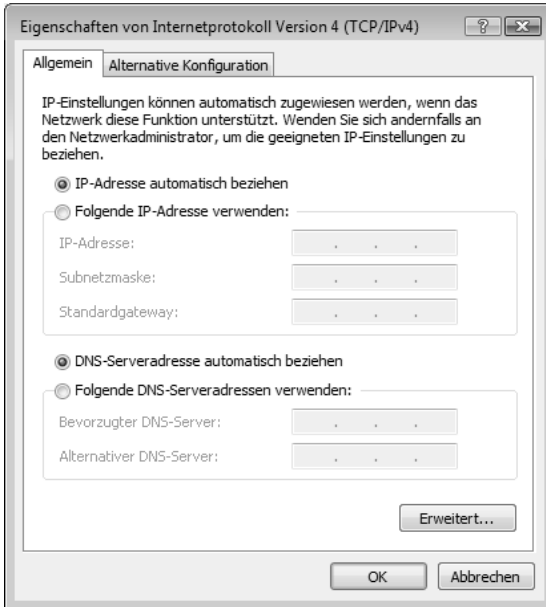 Eigenschaften von Internetprotokoll Version 4 (TCP/IPv4)
Allgemein
Alternative Konfiguration
IP-Einstellungen können automatisch zugewiesen werden, wenn das
Netzwerk diese Funktion unterstützt. Wenden Sie sich andernfalls an
den Netzwerkadministrator, um die geeigneten IP-Einstellungen zu
beziehen.
IP-Adresse automatisch beziehen
Folgende IP-Adresse verwenden:
IP-Adresse:
Subnetzmaske:
Standardgateway:
DNS-Serveradresse automatisch beziehen
Folgende DNS-Serveradressen verwenden:
Bevorzugter DNS-Server:
Alternativer DNS-Server:
Erweitert...
OK
Abbrechen